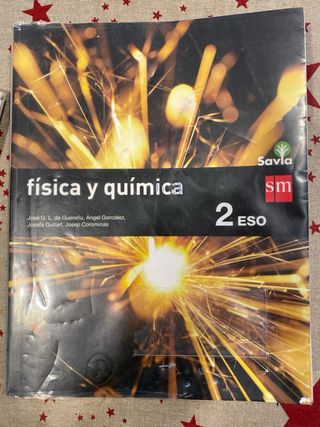 Savia
sm
física y química
José G. L. de Guereñu, Ángel González,
Josefa Guitart, Josep Corominas
2 ESO